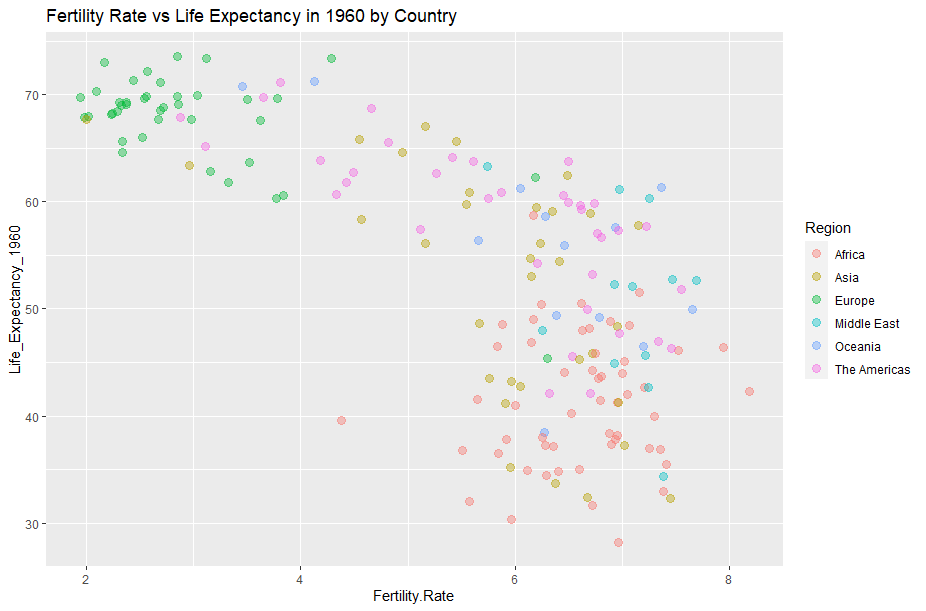 Fertility Rate vs Life Expectancy in 1960 by Country
Life_Expectancy_1960
70
60
50
40
30
2
4
6
8
Fertility.Rate
Region
Africa
Asia
Europe
Middle East
Oceania
The Americas